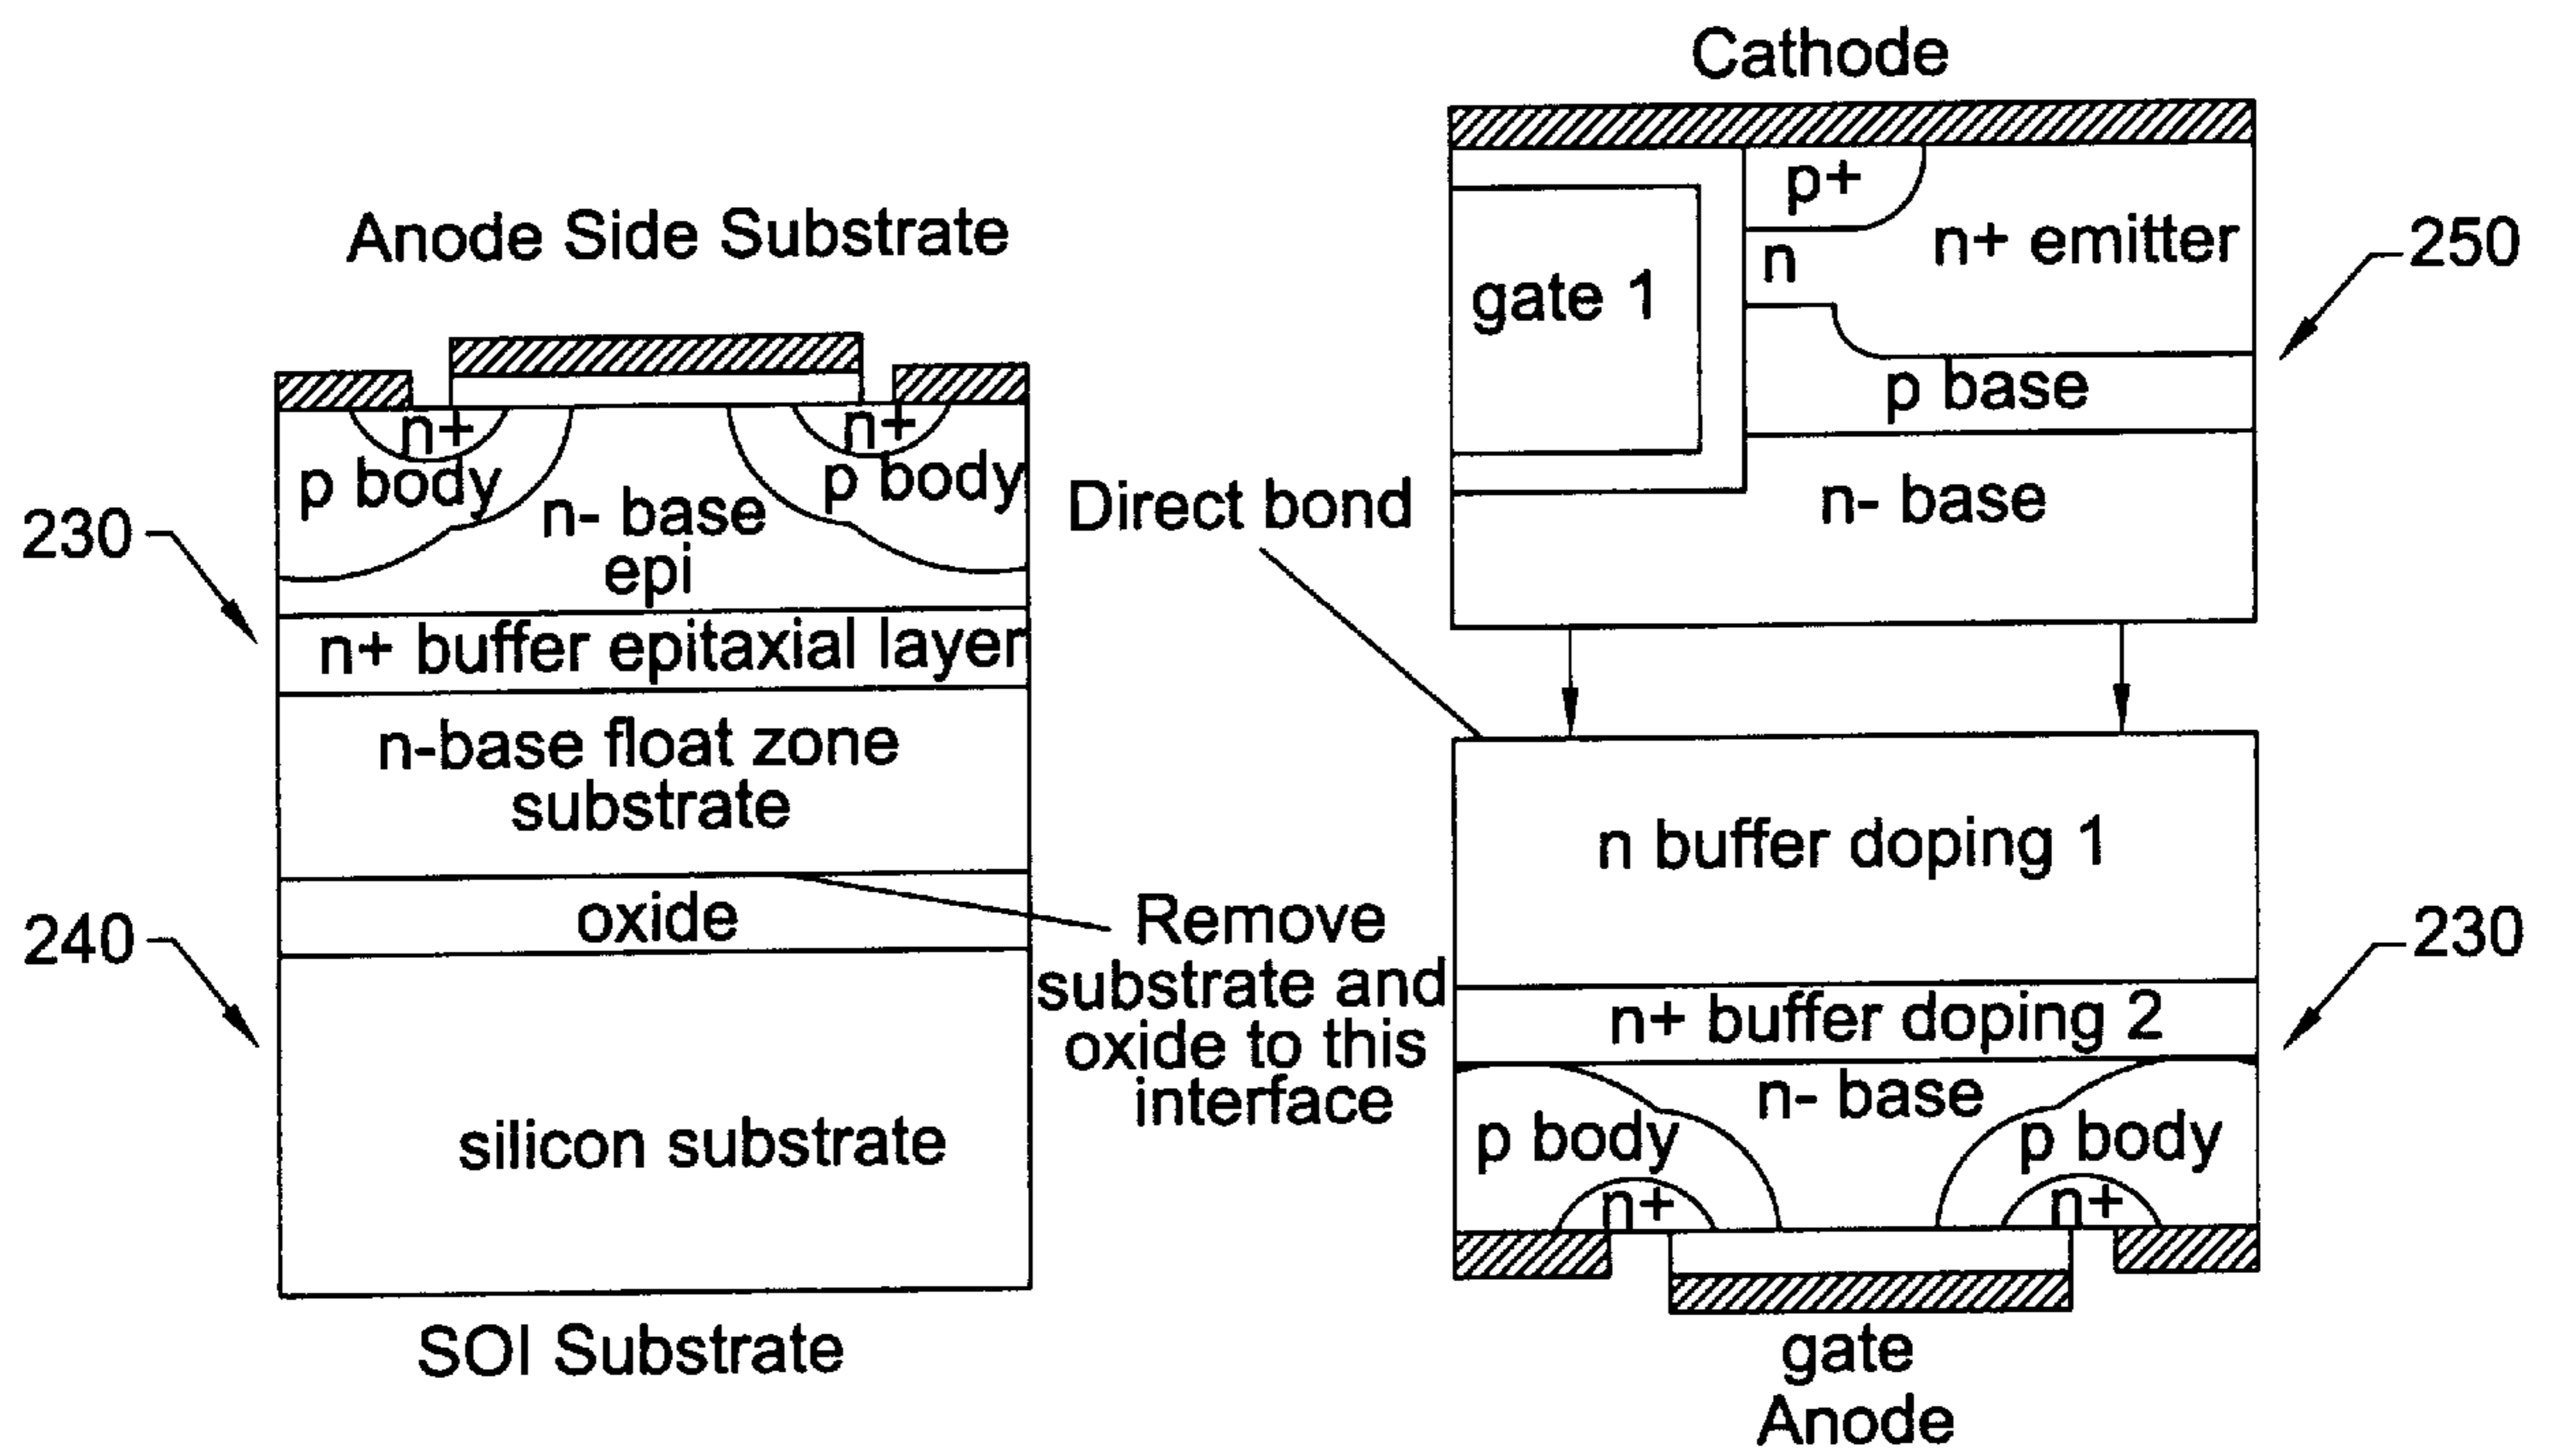 Anode Side Substrate
n+
n+
p body
p body
n- base
epi
230
n+ buffer epitaxial layer
n-base float zone
substrate
240
oxide
silicon substrate
SOI Substrate
Remove
substrate and
oxide to this
interface
Cathode
p+
n
n+ emitter
250
gate 1
p base
n- base
Direct bond
n buffer doping 1
230
n+ buffer doping 2
n- base
p body
p body
n+
n+
gate
Anode